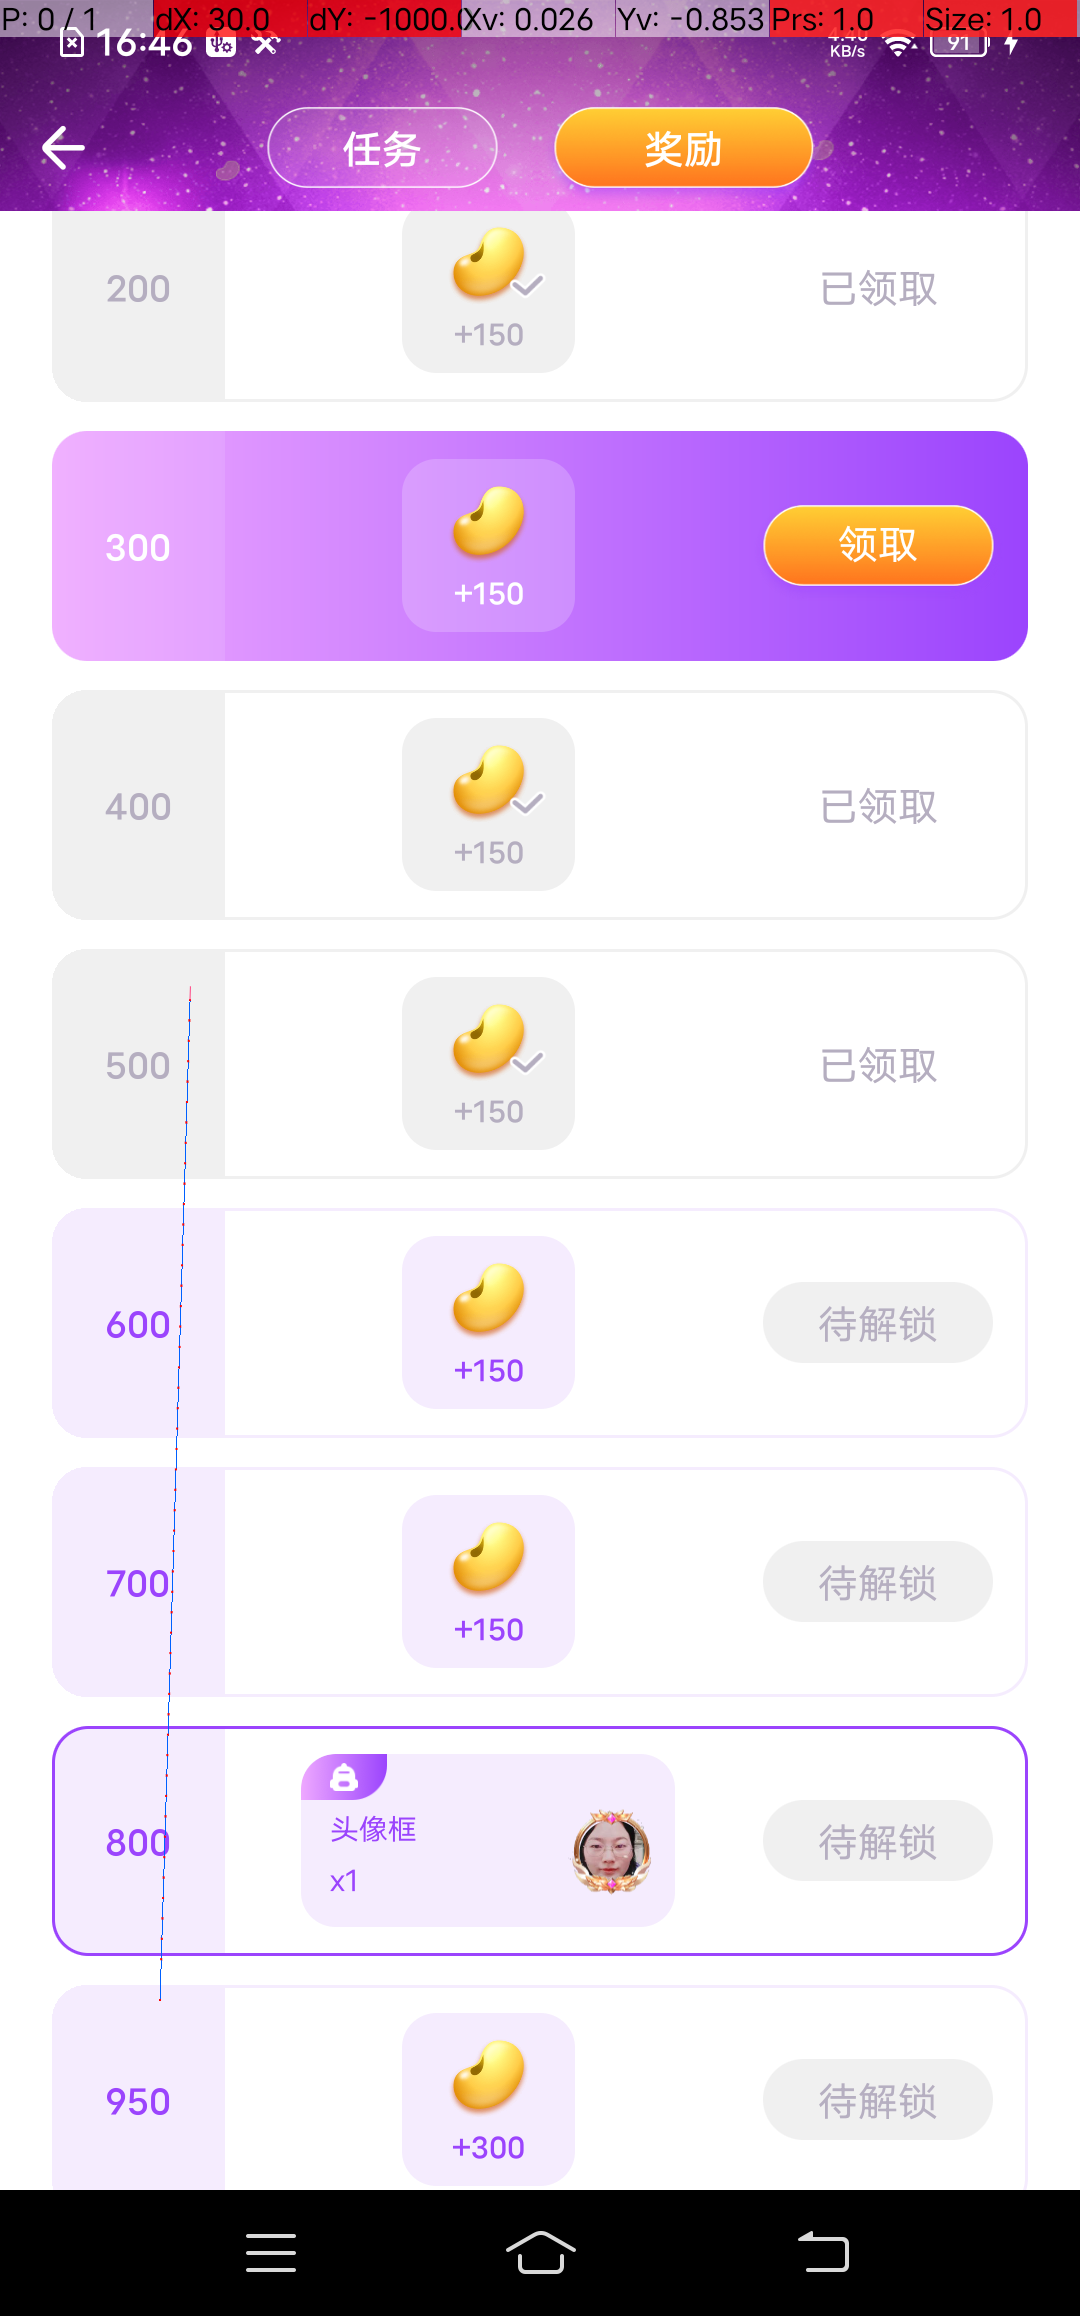 P: 0 / 1 dX: 30.0 dY: -1000.0 Xv: 0.026 Yv: -0.853 Prs: 1.0 Size: 1.0
16:46 KB/s 91
任务 奖励
200 +150 已领取
300 +150 领取
400 +150 已领取
500 +150 已领取
600 +150 待解锁
700 +150 待解锁
头像框
800 待解锁
x1
950 +300 待解锁